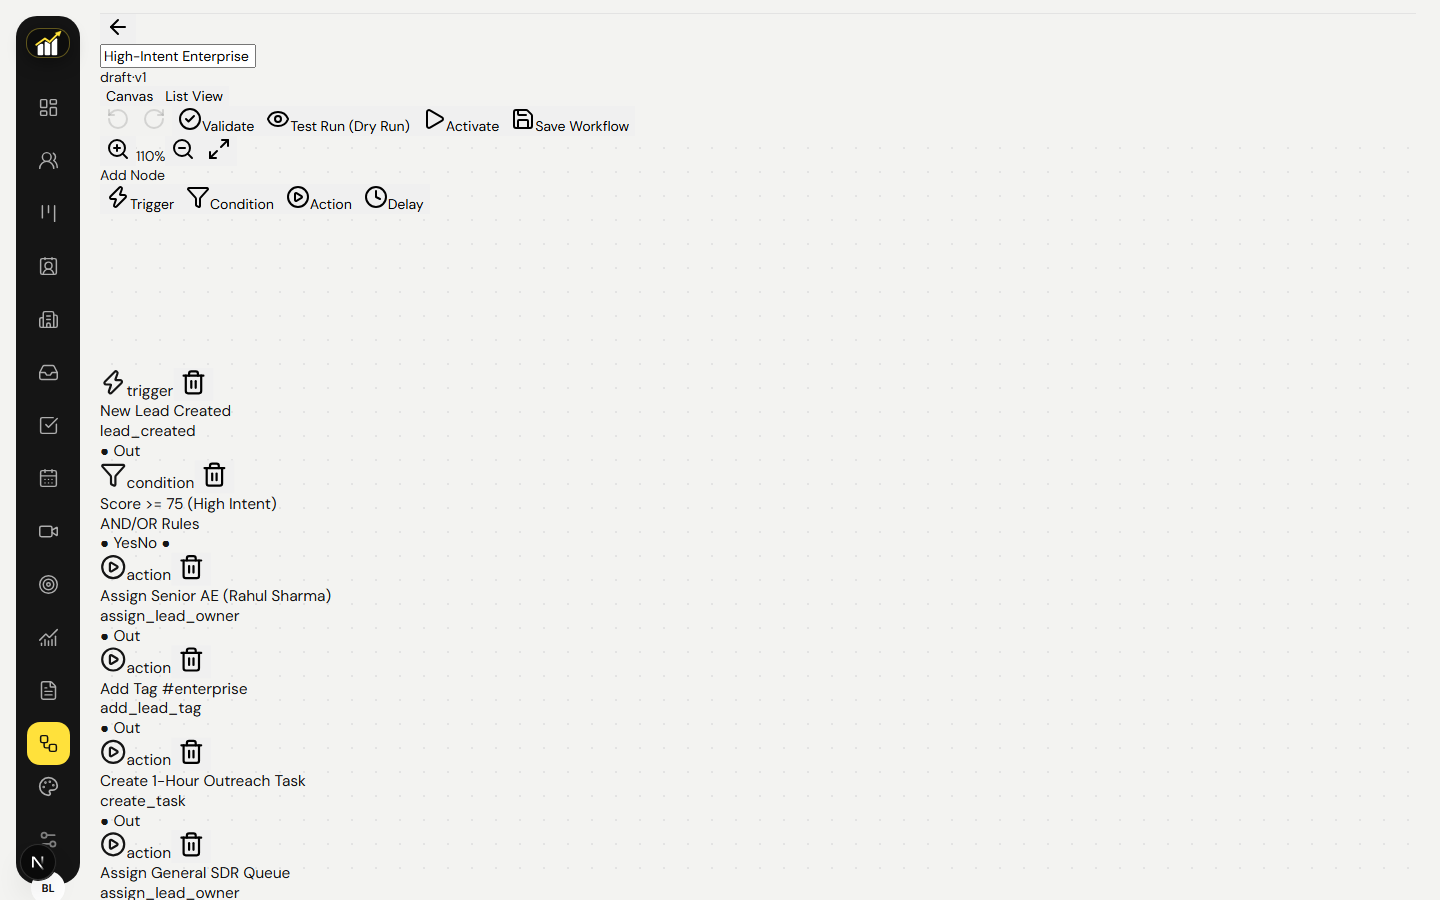 High-Intent Enterprise
draft·v1
Canvas List View
Validate Test Run (Dry Run) Activate Save Workflow
110%
Add Node
Trigger Condition Action Delay
trigger
New Lead Created
lead_created
● Out
condition
Score >= 75 (High Intent)
AND/OR Rules
● YesNo ●
action
Assign Senior AE (Rahul Sharma)
assign_lead_owner
● Out
action
Add Tag #enterprise
add_lead_tag
● Out
action
Create 1-Hour Outreach Task
create_task
● Out
action
Assign General SDR Queue
assign_lead_owner
N
BL